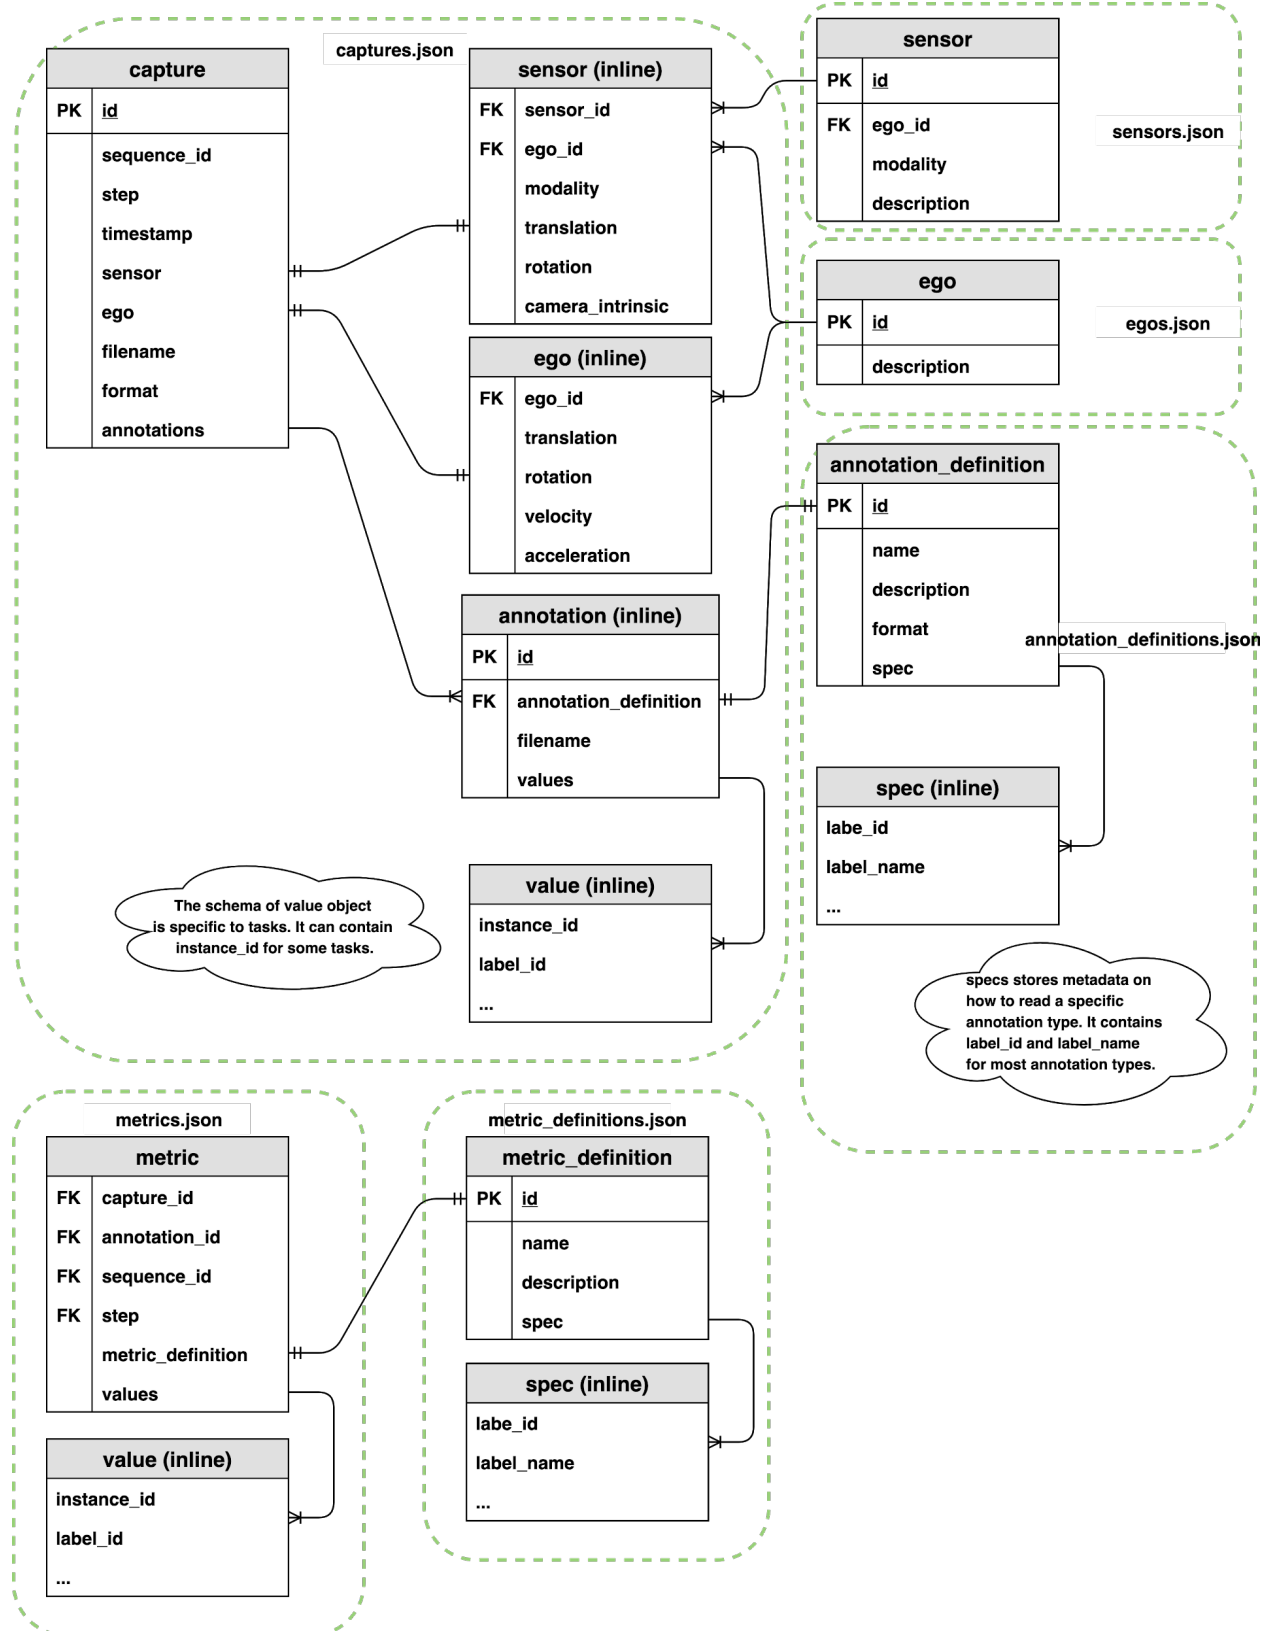 captures.json
capture
PK id
sequence_id
step
timestamp
sensor
ego
filename
format
annotations
sensor (inline)
FK sensor_id
FK ego_id
modality
translation
rotation
camera_intrinsic
ego (inline)
FK ego_id
translation
rotation
velocity
acceleration
annotation (inline)
PK id
FK annotation_definition
filename
values
value (inline)
instance_id
label_id
...
The schema of value object
is specific to tasks. It can contain
instance_id for some tasks.
sensor
PK id
FK ego_id
modality
description
sensors.json
ego
PK id
description
egos.json
annotation_definition
PK id
name
description
format
spec
annotation_definitions.json
spec (inline)
labe_id
label_name
...
specs stores metadata on
how to read a specific
annotation type. It contains
label_id and label_name
for most annotation types.
metrics.json
metric
FK capture_id
FK annotation_id
FK sequence_id
FK step
metric_definition
values
value (inline)
instance_id
label_id
...
metric_definitions.json
metric_definition
PK id
name
description
spec
spec (inline)
labe_id
label_name
...